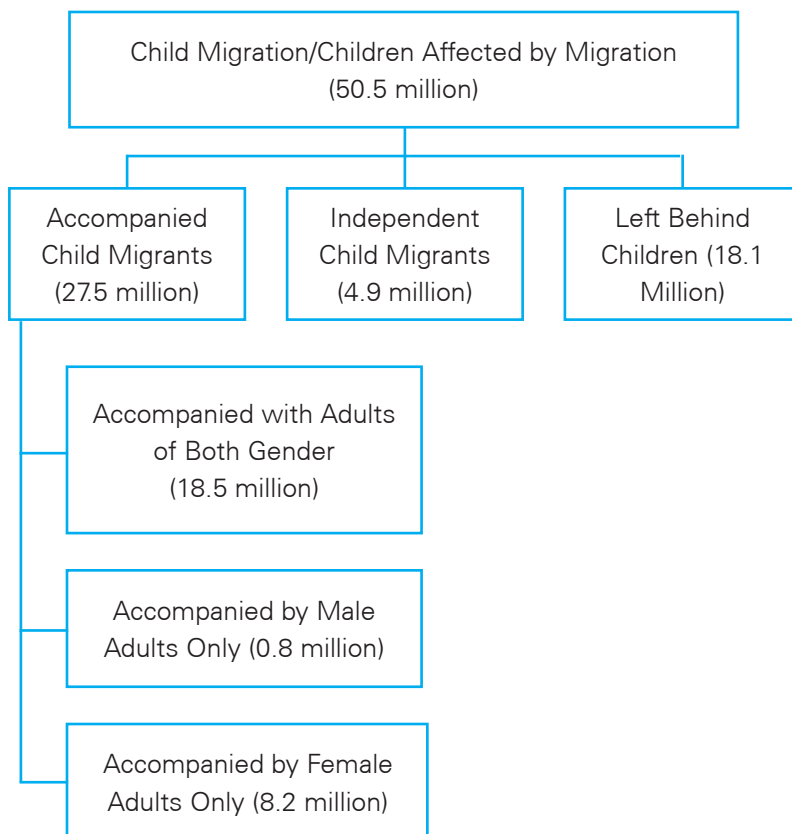 Child Migration/Children Affected by Migration
(50.5 million)
Accompanied
Child Migrants
(27.5 million)
Independent
Child Migrants
(4.9 million)
Left Behind
Children (18.1
Million)
Accompanied with Adults
of Both Gender
(18.5 million)
Accompanied by Male
Adults Only (0.8 million)
Accompanied by Female
Adults Only (8.2 million)